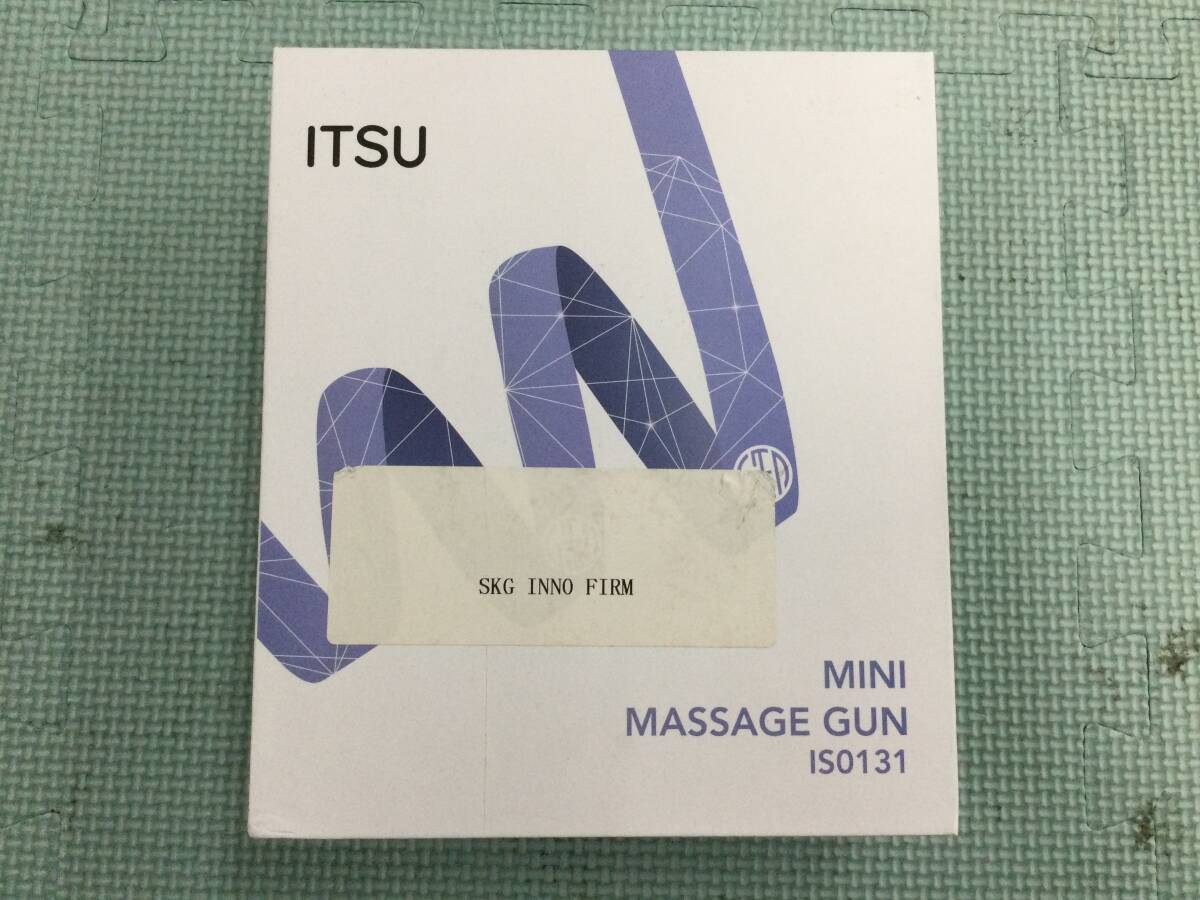 ITSU
SKG INNO FIRM
MINI
MASSAGE GUN
IS0131